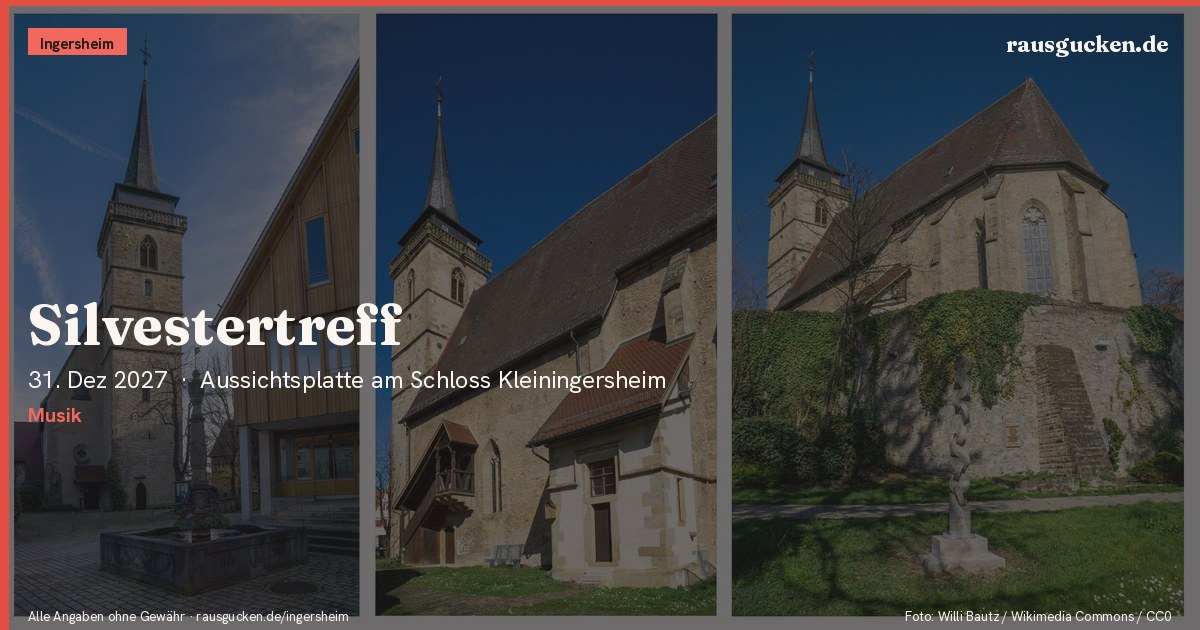 Ingersheim
rausgucken.de
Silvestertreff
31. Dez 2027 · Aussichtsplatte am Schloss Kleiningersheim
Musik
Alle Angaben ohne Gewähr · rausgucken.de/ingersheim
Foto: Willi Bautz / Wikimedia Commons / CC0